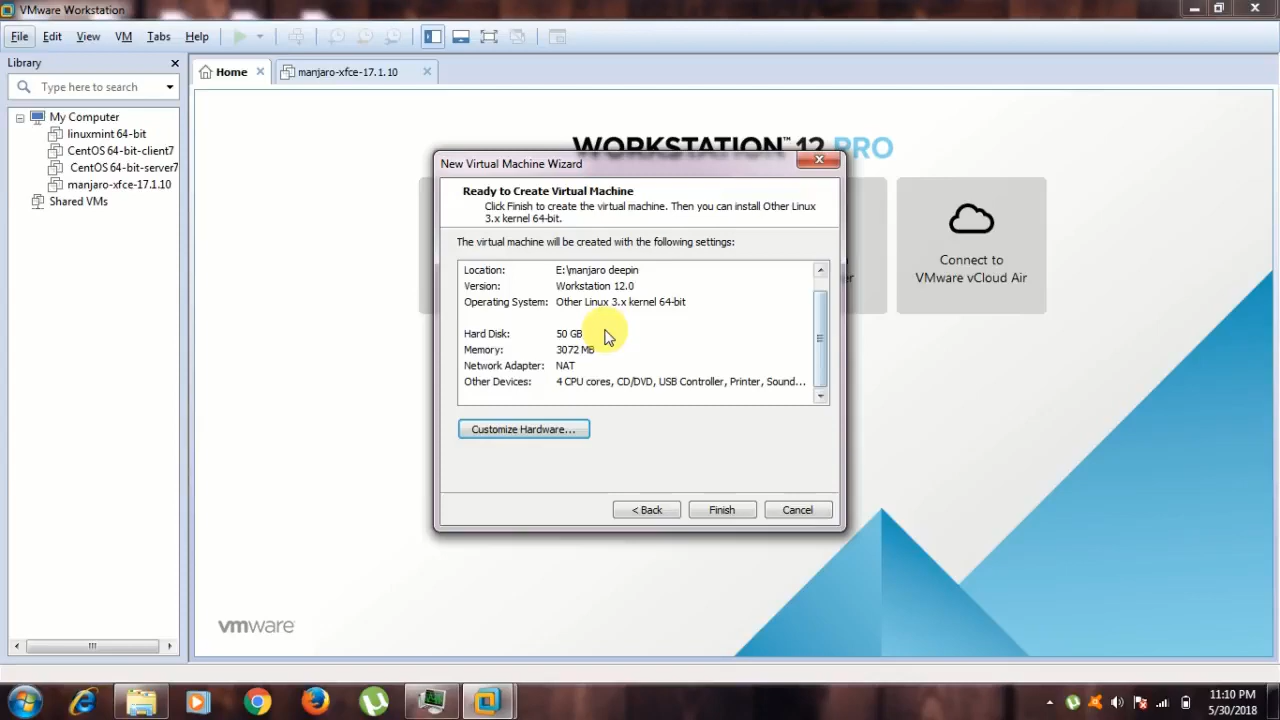 VMware Workstation
File Edit View VM Tabs Help
Library
Type here to search
My Computer
linuxmint 64-bit
CentOS 64-bit-client7
CentOS 64-bit-server7
manjaro-xfce-17.1.10
Shared VMs
Home
manjaro-xfce-17.1.10
WORKSTATION™ 12 PRO
New Virtual Machine Wizard
Ready to Create Virtual Machine
Click Finish to create the virtual machine. Then you can install Other Linux
3.x kernel 64-bit.
The virtual machine will be created with the following settings:
Location: E:\manjaro deepin
Version: Workstation 12.0
Operating System: Other Linux 3.x kernel 64-bit
Hard Disk: 50 GB
Memory: 3072 MB
Network Adapter: NAT
Other Devices: 4 CPU cores, CD/DVD, USB Controller, Printer, Sound...
Customize Hardware...
< Back Finish Cancel
Connect to
VMware vCloud Air
vmware
11:10 PM
5/30/2018